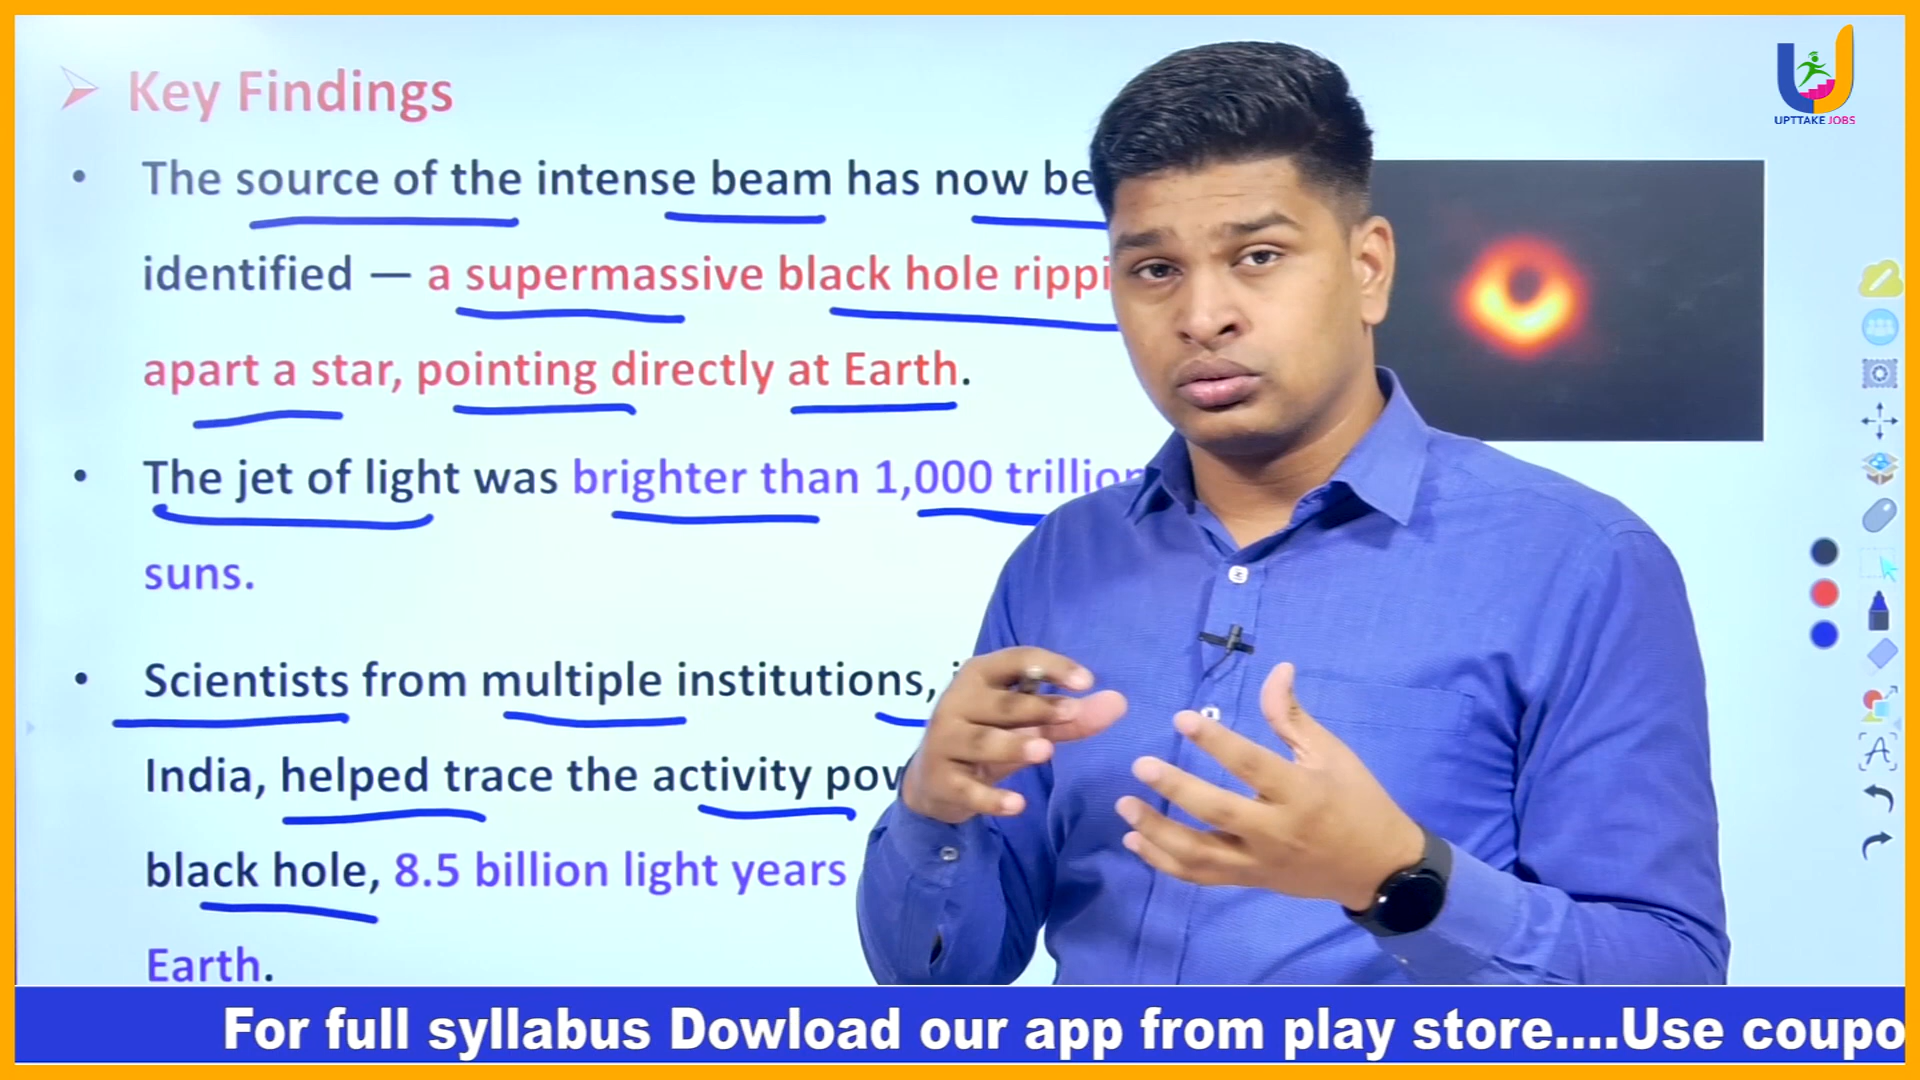 Key Findings
UPTTAKE JOBS
The source of the intense beam has now be
identified — a supermassive black hole rippi
apart a star, pointing directly at Earth.
The jet of light was brighter than 1,000 trillion
suns.
Scientists from multiple institutions,
India, helped trace the activity pow
black hole, 8.5 billion light years
Earth.
For full syllabus Dowload our app from play store....Use coupo